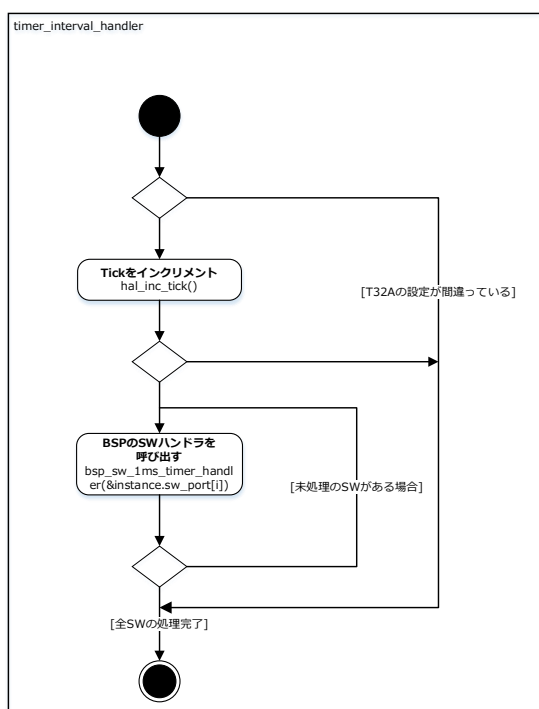 timer_interval_handler
Tickをインクリメント
hal_inc_tick()
[T32Aの設定が間違っている]
BSPのSWハンドラを
呼び出す
bsp_sw_1ms_timer_handl
er(&instance.sw_port[i])
[未処理のSWがある場合]
[全SWの処理完了]